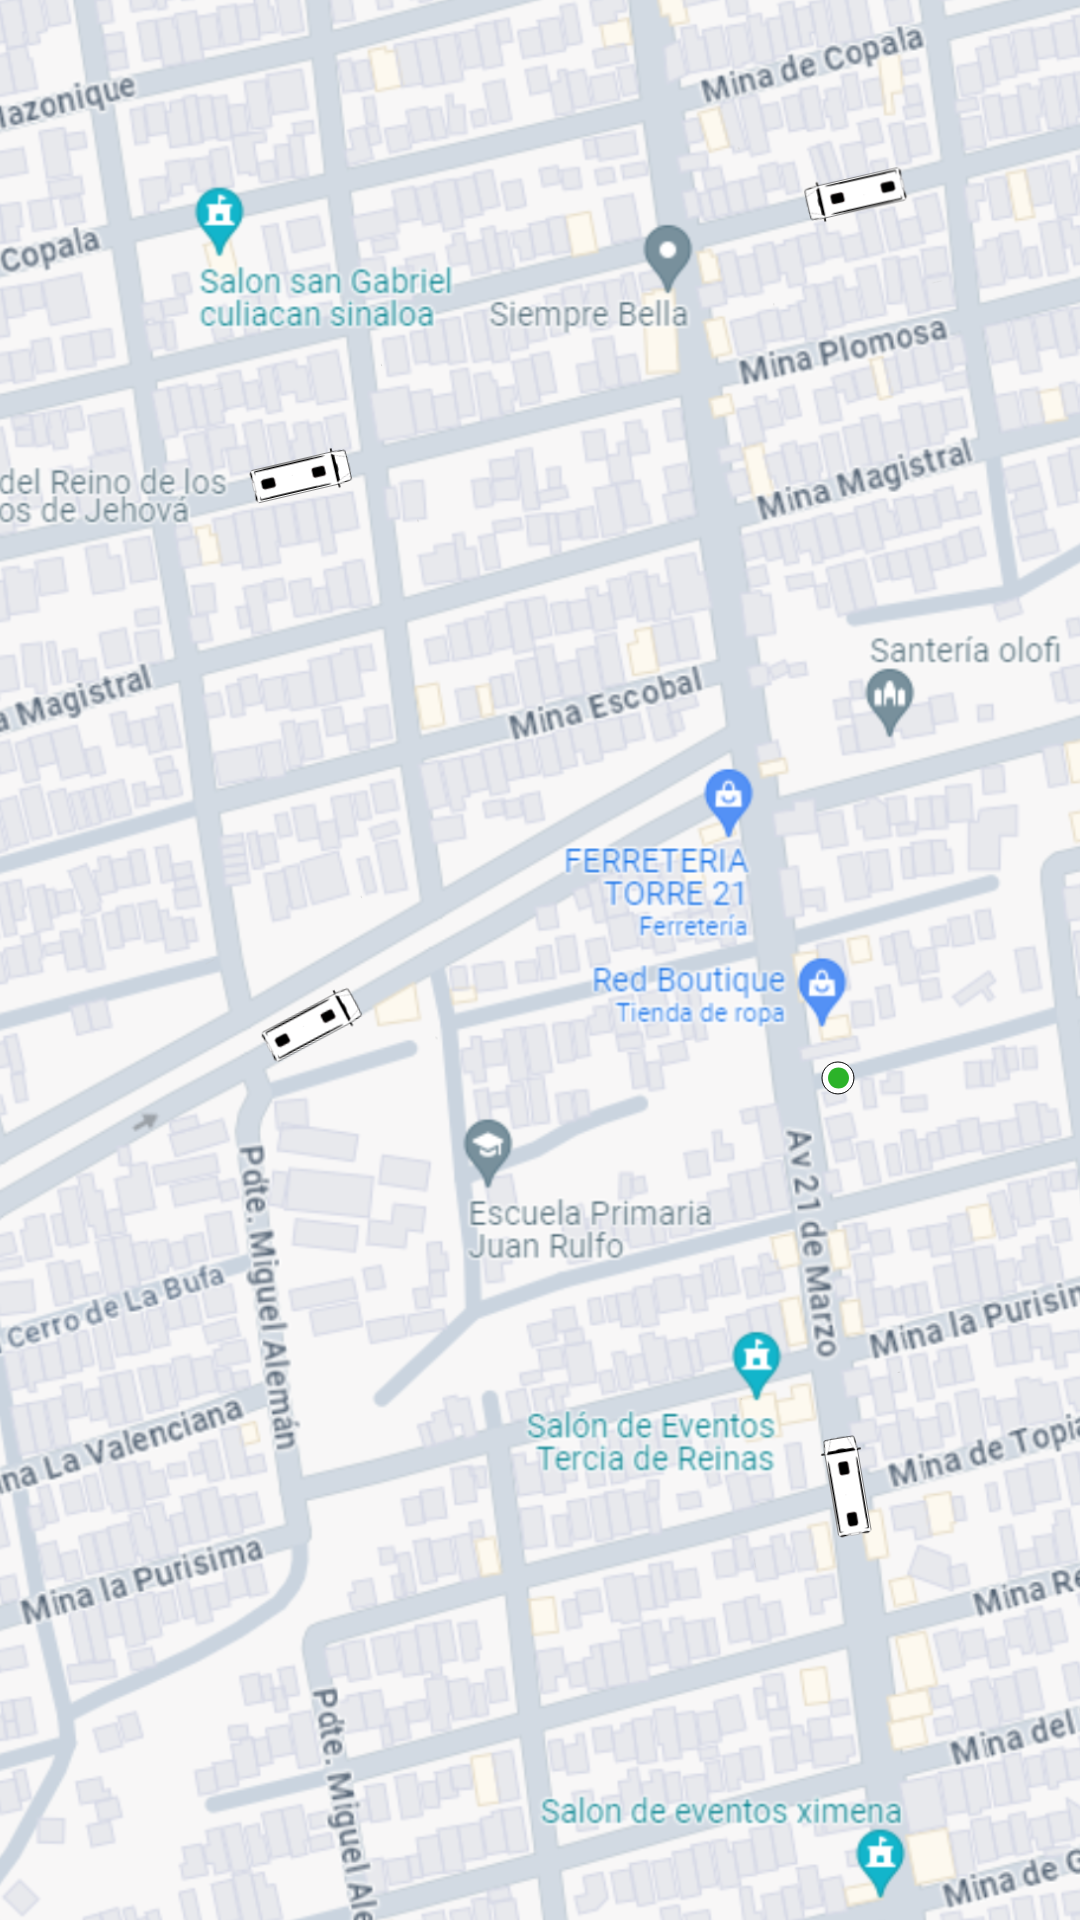 Mina de Copala
Copala
Salon san Gabriel
culiacan sinaloa
Siempre Bella
Mina Plomosa
Mina Magistral
del Reino de los
os de Jehová
Santería olofi
Magistral
Mina Escobal
FERRETERIA
TORRE 21
Ferretería
Red Boutique
Tienda de ropa
Av 21 de Marzo
Pdte. Miguel Alemán
Escuela Primaria
Juan Rulfo
Cerro de La Bufa
Mina la Purisim
Salón de Eventos
Tercia de Reinas
na La Valenciana
Mina de Topia
Mina la Purisima
Mina Re
Pdte. Miguel Ale
Mina del
Salon de eventos ximena
Mina de G